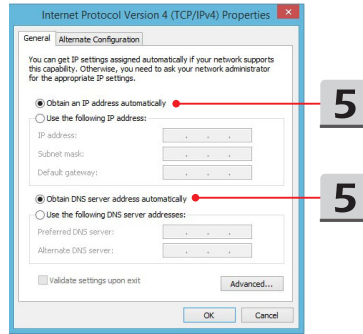 Internet Protocol Version 4 (TCP/IPv4) Properties
General
Alternate Configuration
You can get IP settings assigned automatically if your network supports
this capability. Otherwise, you need to ask your network administrator
for the appropriate IP settings.
Obtain an IP address automatically
5
Use the following IP address:
IP address:
Subnet mask:
Default gateway:
Obtain DNS server address automatically
5
Use the following DNS server addresses:
Preferred DNS server:
Alternate DNS server:
Validate settings upon exit
Advanced...
OK
Cancel